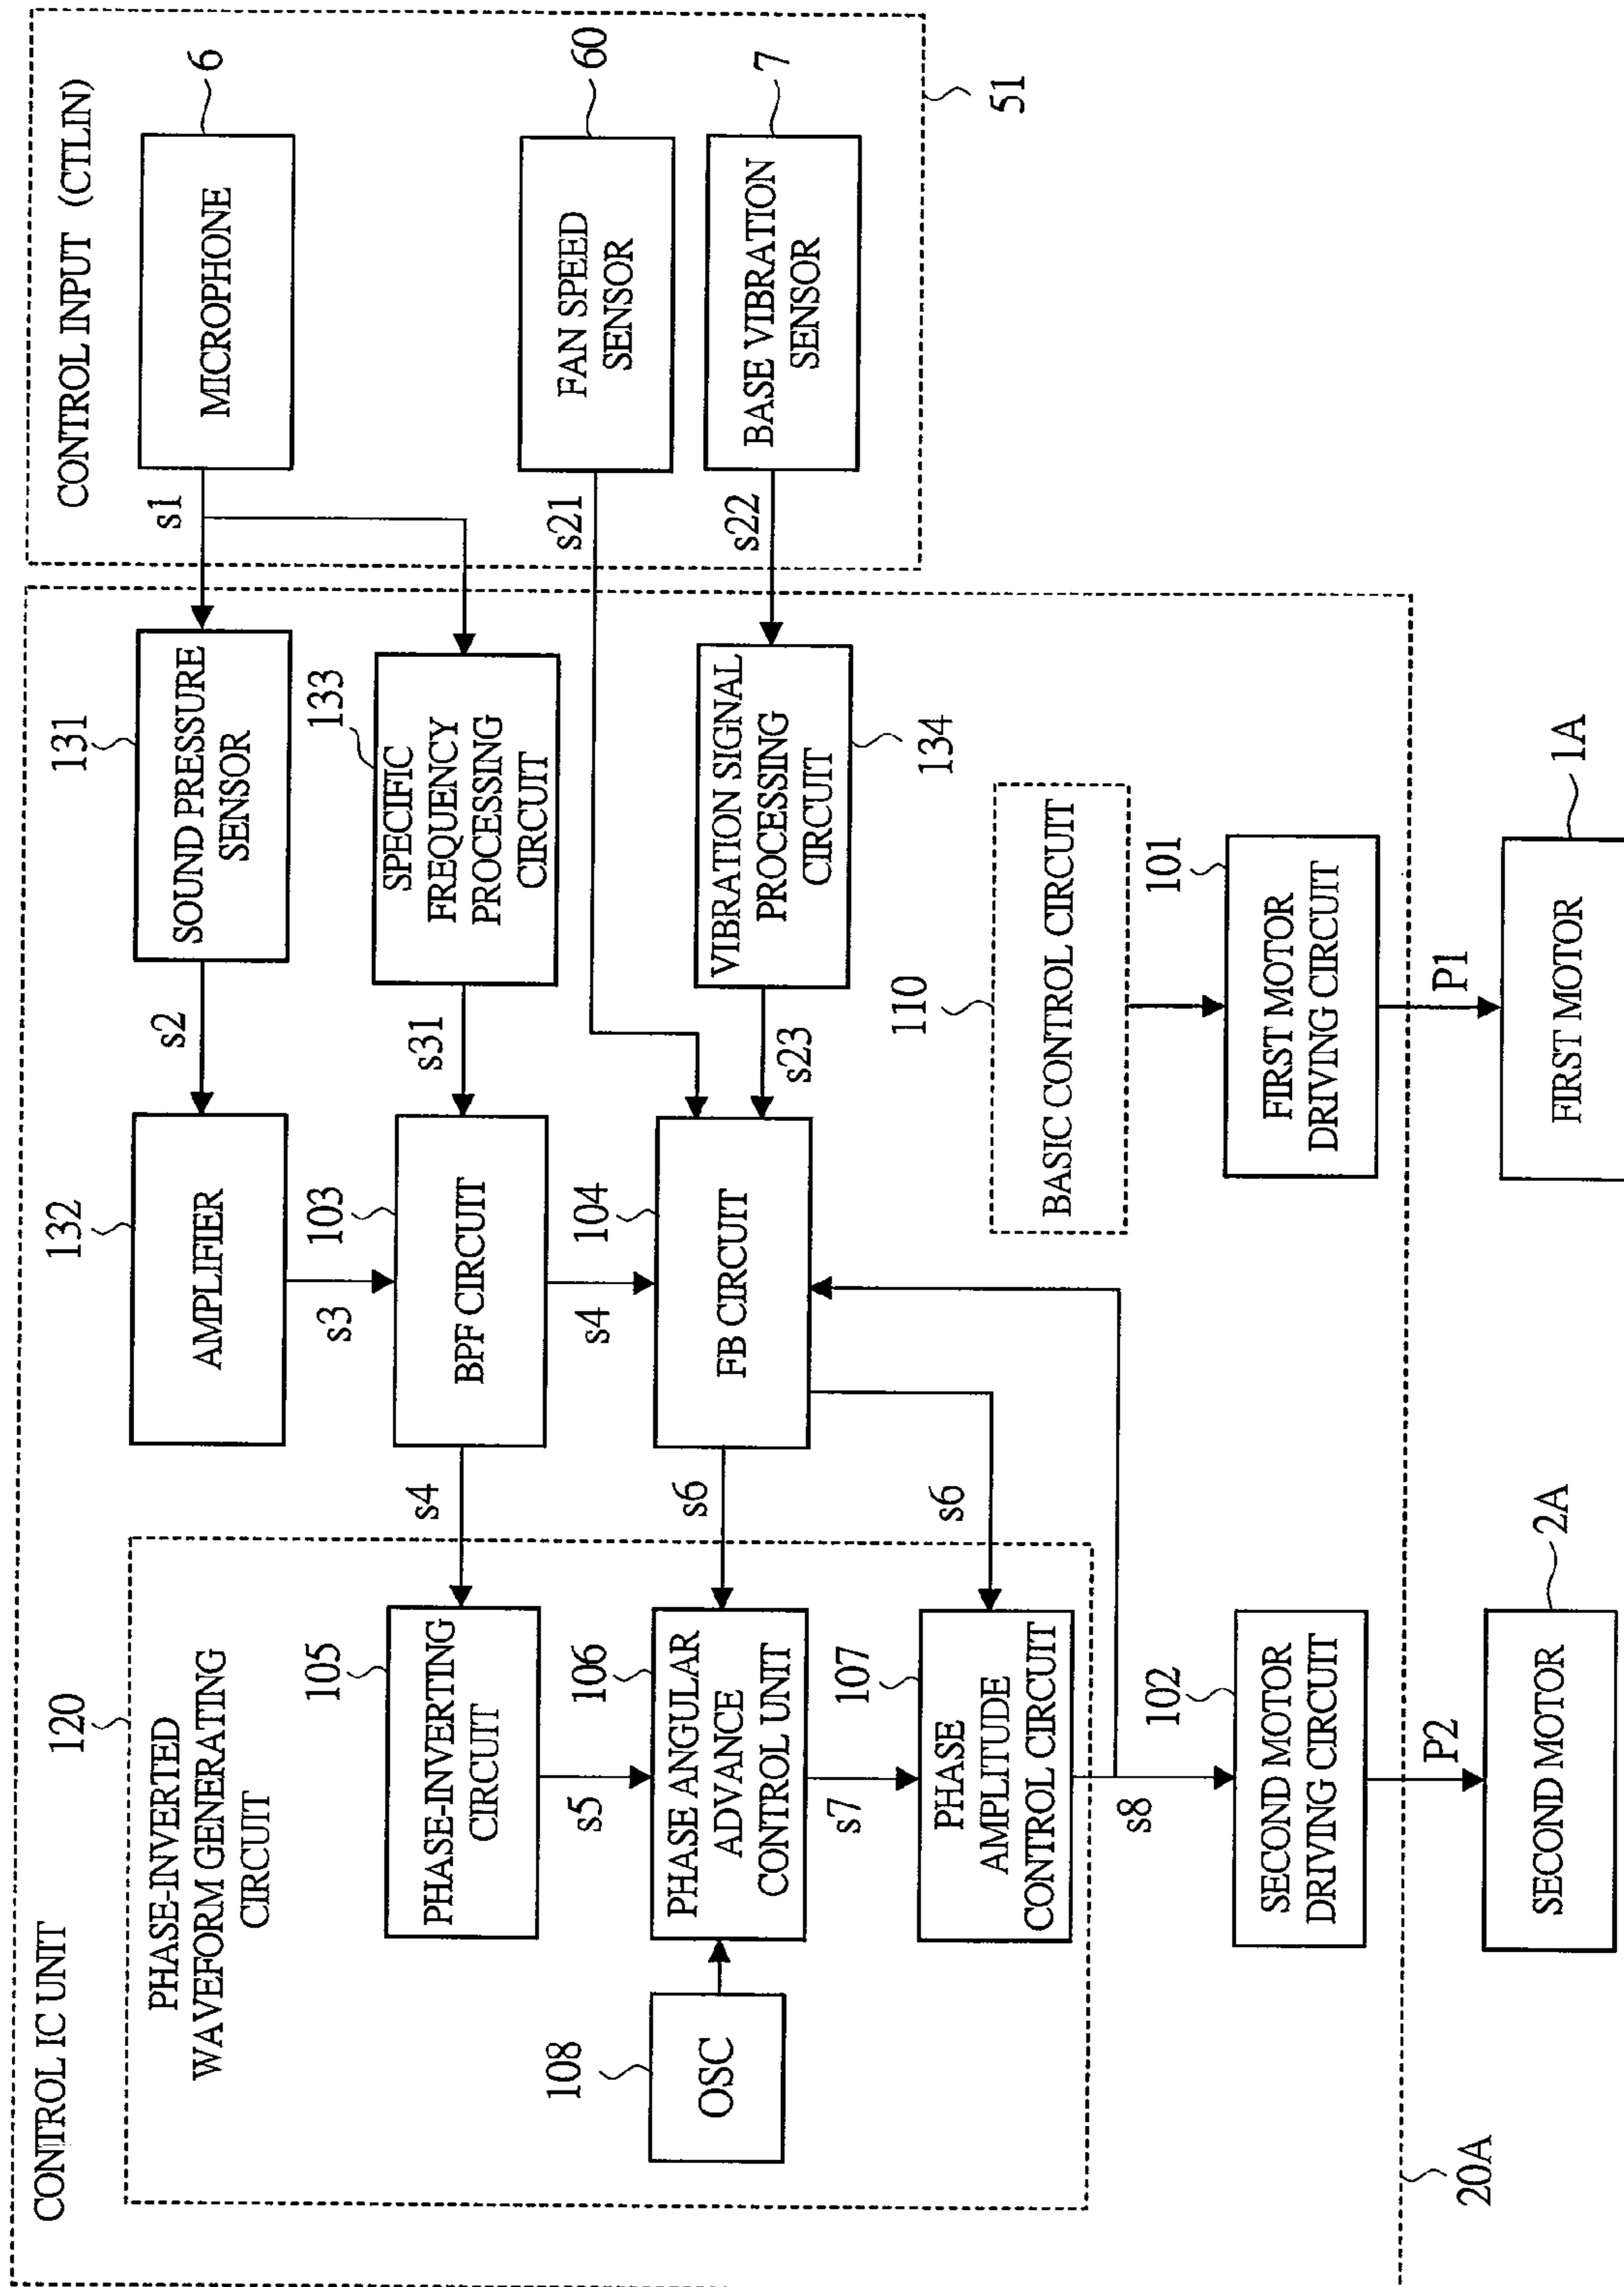 CONTROL IC UNIT
120
PHASE-INVERTED
WAVEFORM GENERATING
CIRCUIT
CONTROL INPUT (CTLIN)
132
AMPLIFIER
s2
131
SOUND PRESSURE
SENSOR
s1
MICROPHONE
6
s3
105
PHASE-INVERTING
CIRCUIT
s4
103
BPF CIRCUIT
s31
133
SPECIFIC
FREQUENCY
PROCESSING
CIRCUIT
s5
s4
s21
FAN SPEED
SENSOR
60
108
OSC
106
PHASE ANGULAR
ADVANCE
CONTROL UNIT
s6
104
FB CIRCUIT
s23
VIBRATION SIGNAL
PROCESSING
CIRCUIT
134
s22
BASE VIBRATION
SENSOR
7
51
s7
107
PHASE
AMPLITUDE
CONTROL CIRCUIT
s6
s8
110
BASIC CONTROL CIRCUIT
102
SECOND MOTOR
DRIVING CIRCUIT
101
FIRST MOTOR
DRIVING CIRCUIT
20A
P2
P1
SECOND MOTOR
2A
FIRST MOTOR
1A